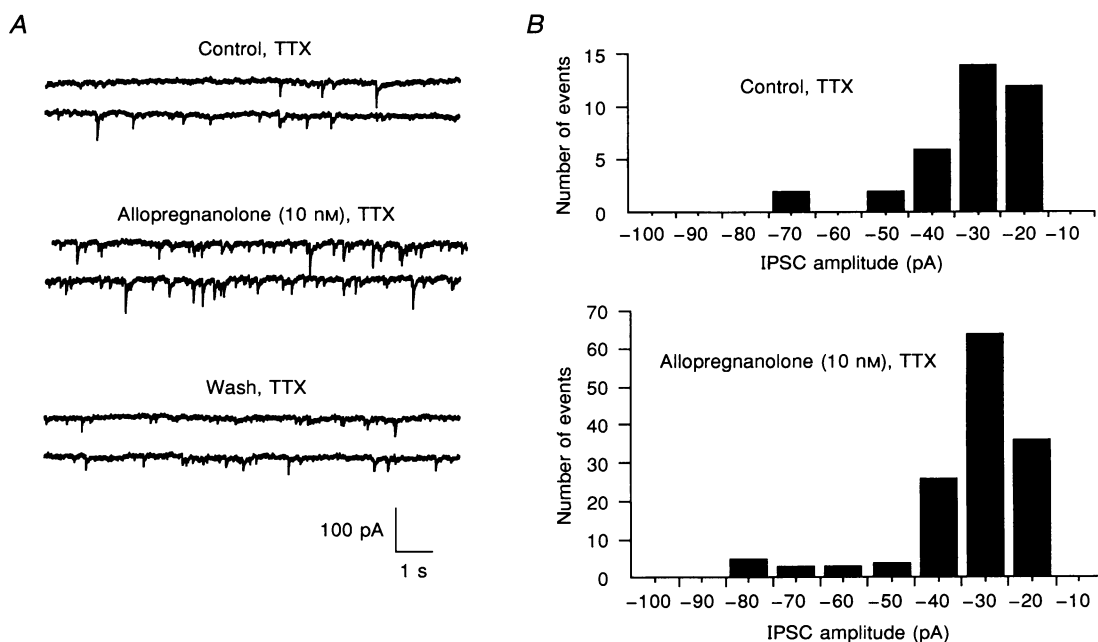 A
Control, TTX
Allopregnanolone (10 nM), TTX
Wash, TTX
100 pA
1 s
B
Number of events
15
10
5
0
Control, TTX
−100 −90 −80 −70 −60 −50 −40 −30 −20 −10
IPSC amplitude (pA)
Number of events
70
60
50
40
30
20
10
0
Allopregnanolone (10 nM), TTX
−100 −90 −80 −70 −60 −50 −40 −30 −20 −10
IPSC amplitude (pA)